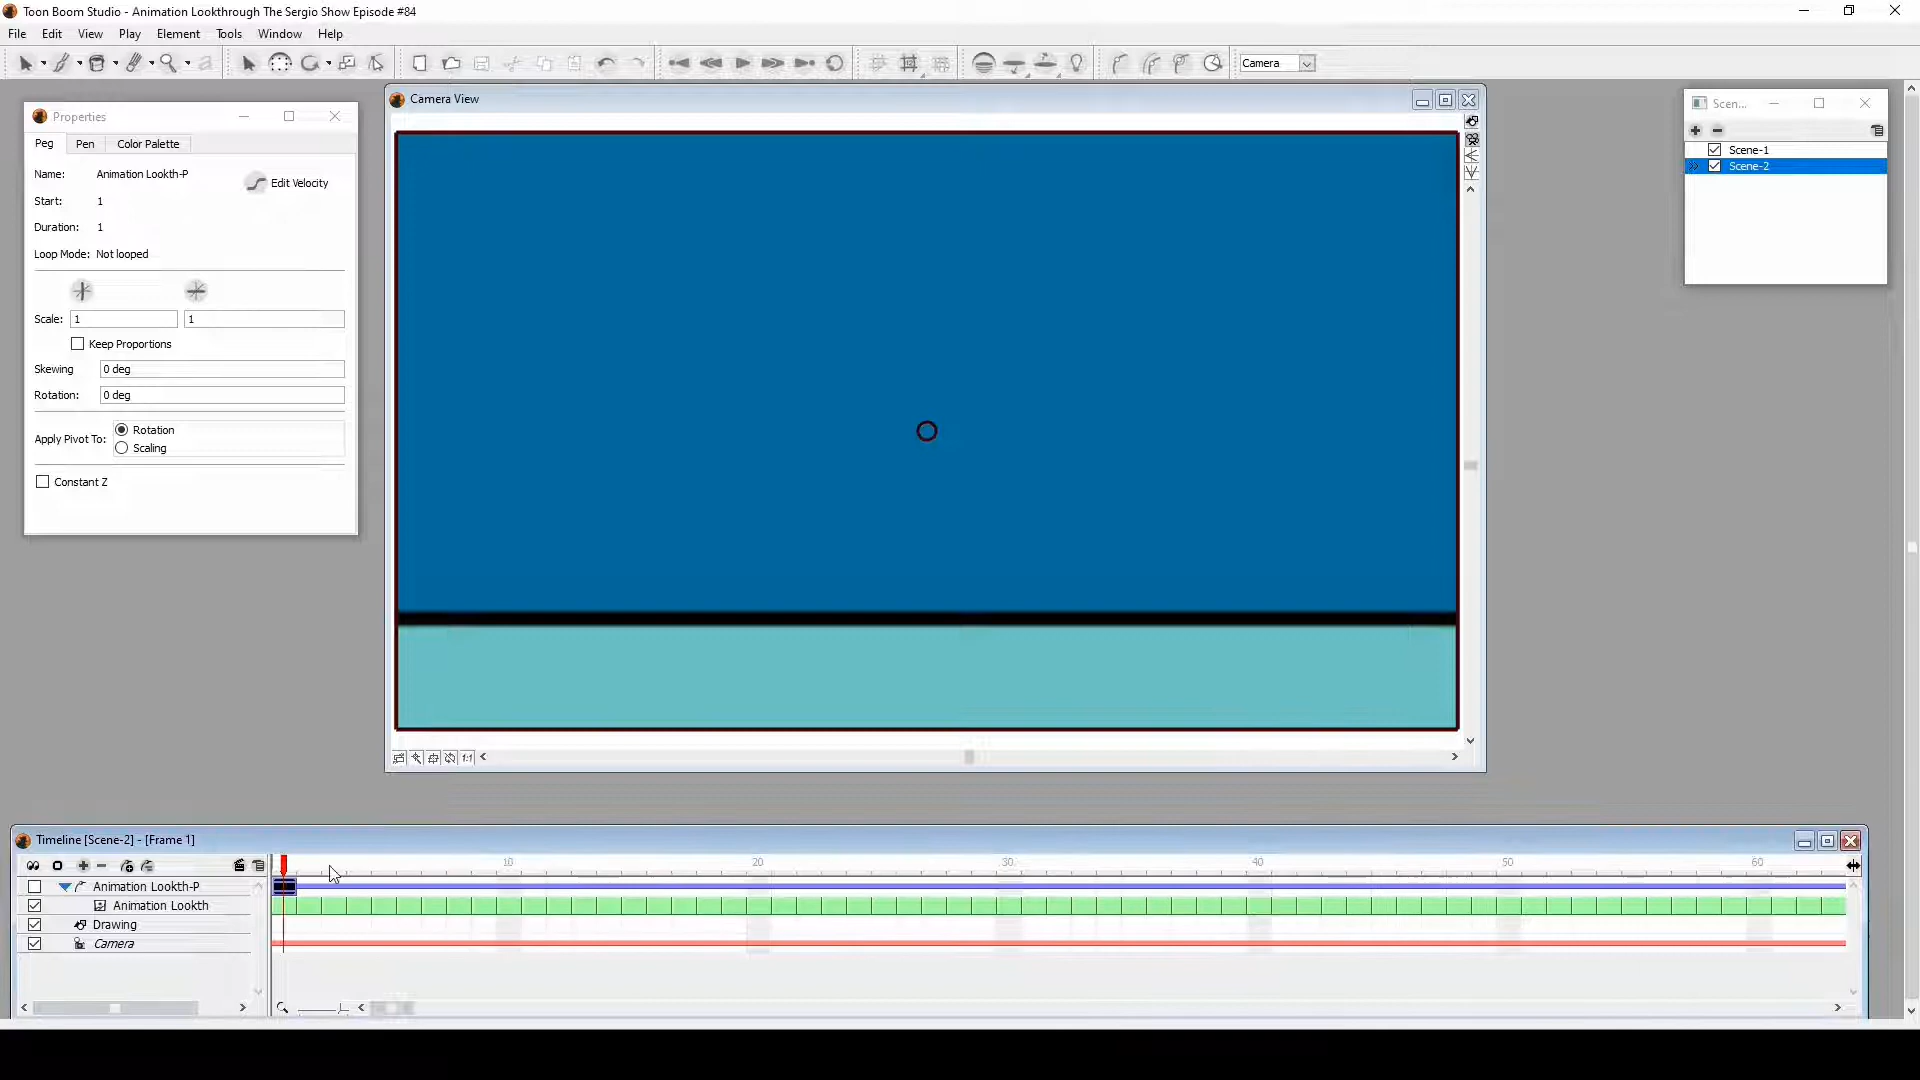 Toon Boom Studio - Animation Lookthrough The Sergio Show Episode #84
File Edit View Play Element Tools Window Help
Camera
Properties
Peg Pen Color Palette
Name: Animation Lookth-P
Edit Velocity
Start: 1
Duration: 1
Loop Mode: Not looped
Scale: 1 1
Keep Proportions
Skewing 0 deg
Rotation: 0 deg
Apply Pivot To: Rotation
Scaling
Constant Z
Camera View
1:1
Scen...
Scene-1
Scene-2
Timeline [Scene-2] - [Frame 1]
10 20 30 40 50 60
Animation Lookth-P
Animation Lookth
Drawing
Camera